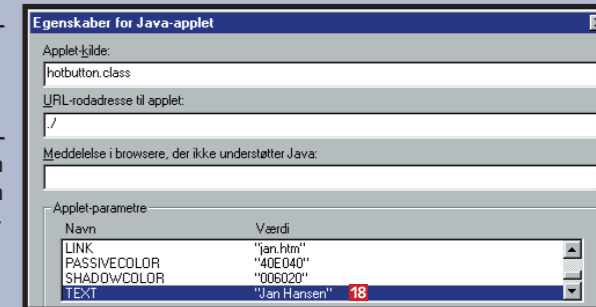 Egenskaber for Java-applet
Applet-kilde:
hotbutton.class
URL-rodadresse til applet:
./
Meddelelse i browsere, der ikke understøtter Java:
Applet-parametre
Navn Værdi
LINK "jan.htm"
PASSIVECOLOR "40E040"
SHADOWCOLOR "006020"
TEXT "Jan Hansen" 18